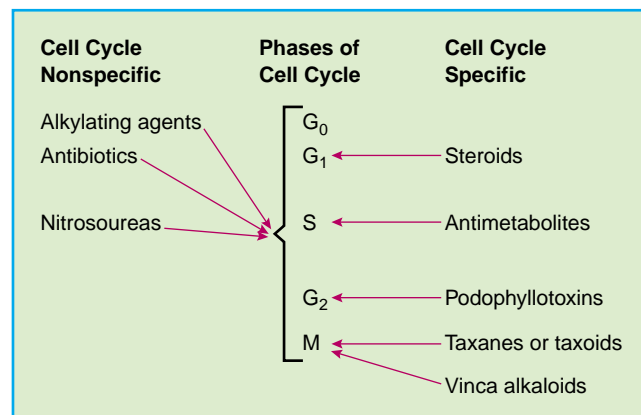 Cell Cycle
Nonspecific
Phases of
Cell Cycle
Cell Cycle
Specific
Alkylating agents
Antibiotics
Nitrosoureas
G0
G1
S
G2
M
Steroids
Antimetabolites
Podophyllotoxins
Taxanes or taxoids
Vinca alkaloids